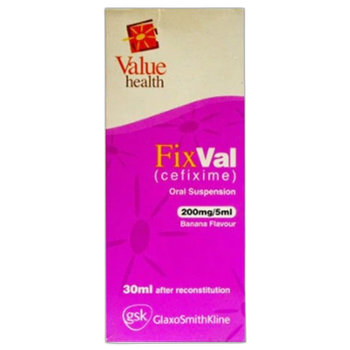 Value
health
FixVal
(cefixime)
Oral Suspension
200mg/5ml
Banana Flavour
30ml after reconstitution
gsk GlaxoSmithKline